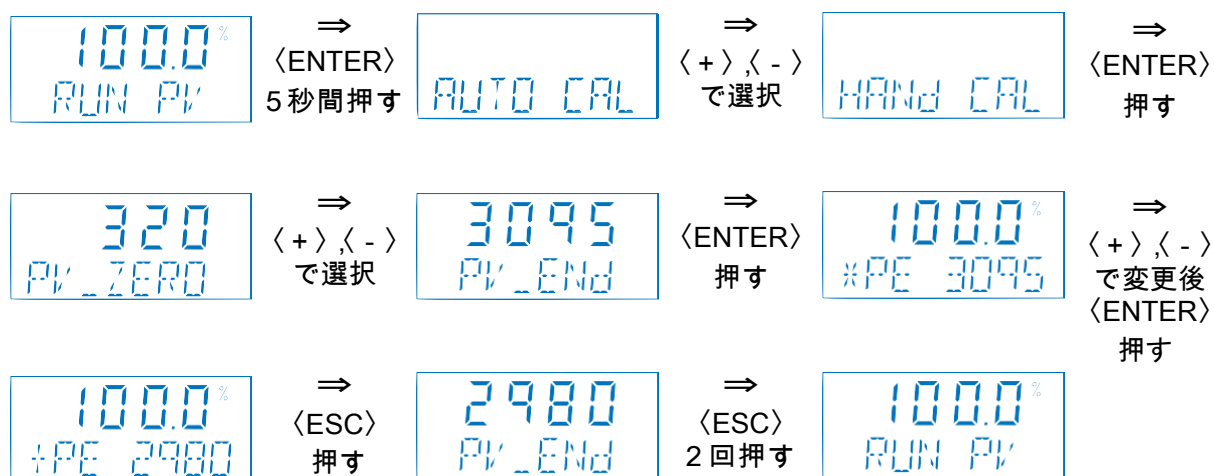 100.0%
RUN PV
⇒
〈ENTER〉
5秒間押す
AUTO CAL
⇒
〈+〉,〈-〉
で選択
HANd CAL
⇒
〈ENTER〉
押す
320
PV_ZERO
⇒
〈+〉,〈-〉
で選択
3095
PV_ENd
⇒
〈ENTER〉
押す
100.0%
*PE 3095
⇒
〈+〉,〈-〉
で変更後
〈ENTER〉
押す
100.0%
+PE 2980
⇒
〈ESC〉
押す
2980
PV_ENd
⇒
〈ESC〉
2回押す
100.0%
RUN PV